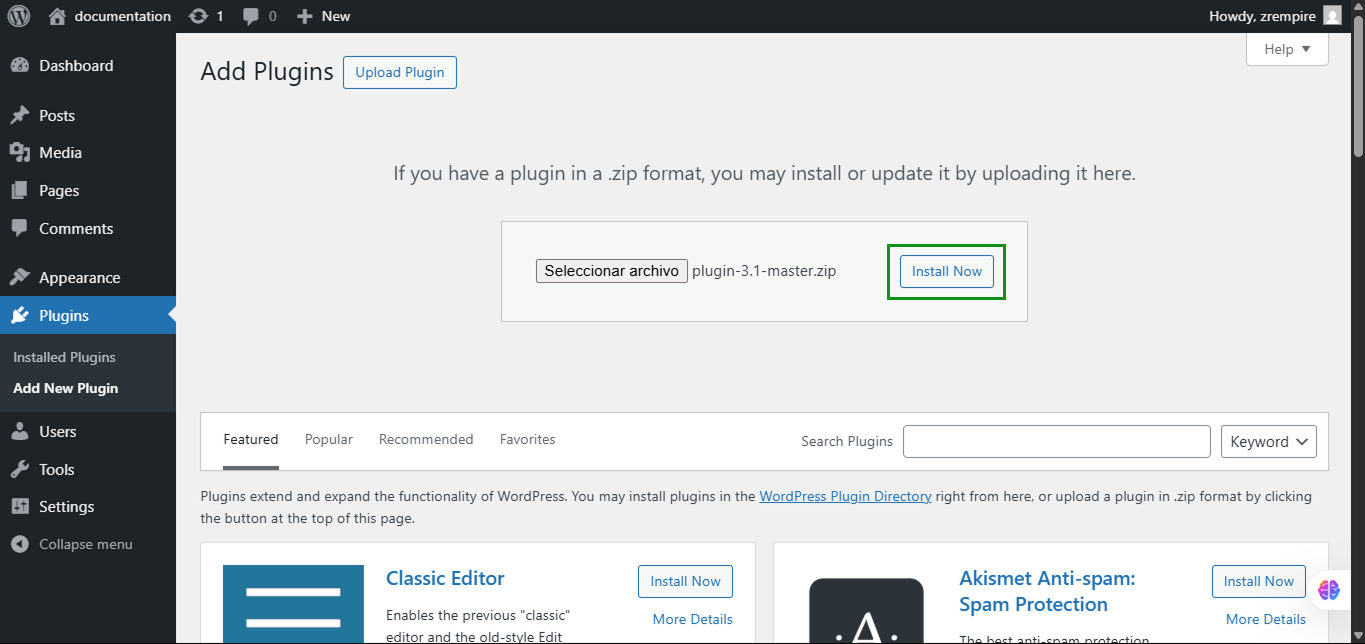 documentation 1 0 New Howdy, zrempire
Dashboard
Posts
Media
Pages
Comments
Appearance
Plugins
Installed Plugins
Add New Plugin
Users
Tools
Settings
Collapse menu
Help
Add Plugins Upload Plugin
If you have a plugin in a .zip format, you may install or update it by uploading it here.
Seleccionar archivo plugin-3.1-master.zip Install Now
Featured Popular Recommended Favorites Search Plugins Keyword
Plugins extend and expand the functionality of WordPress. You may install plugins in the WordPress Plugin Directory right from here, or upload a plugin in .zip format by clicking
the button at the top of this page.
Classic Editor
Install Now
More Details
Enables the previous "classic"
editor and the old-style Edit
A
Akismet Anti-spam:
Spam Protection
Install Now
More Details
The best anti-spam protection